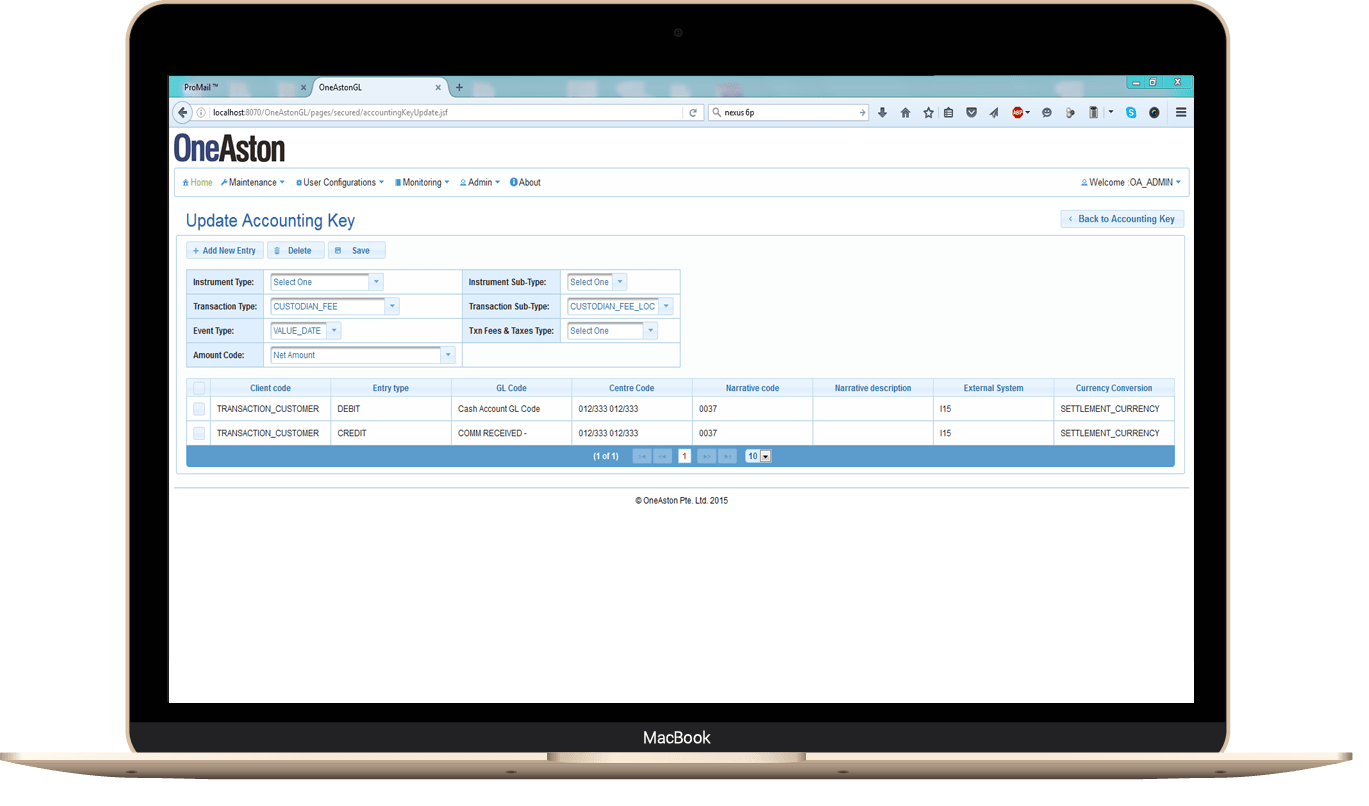 ProMail ™
OneAstonGL
localhost:8070/OneAstonGL/pages/secured/accountingKeyUpdate.jsf
nexus 6p
ABP
OneAston
Home Maintenance User Configurations Monitoring Admin About
Welcome :OA_ADMIN
Update Accounting Key
Back to Accounting Key
+ Add New Entry Delete Save
Instrument Type: Select One Instrument Sub-Type: Select One
Transaction Type: CUSTODIAN_FEE Transaction Sub-Type: CUSTODIAN_FEE_LOC
Event Type: VALUE_DATE Txn Fees & Taxes Type: Select One
Amount Code: Net Amount
Client code Entry type GL Code Centre Code Narrative code Narrative description External System Currency Conversion
TRANSACTION_CUSTOMER DEBIT Cash Account GL Code 012/333 012/333 0037 I15 SETTLEMENT_CURRENCY
TRANSACTION_CUSTOMER CREDIT COMM RECEIVED - 012/333 012/333 0037 I15 SETTLEMENT_CURRENCY
(1 of 1) 1 10
© OneAston Pte. Ltd. 2015
MacBook